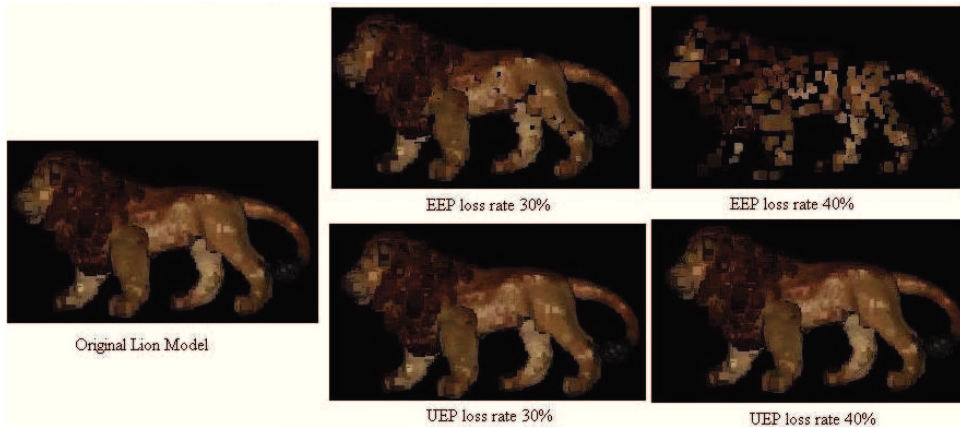 EEP loss rate 30%
EEP loss rate 40%
Original Lion Model
UEP loss rate 30%
UEP loss rate 40%